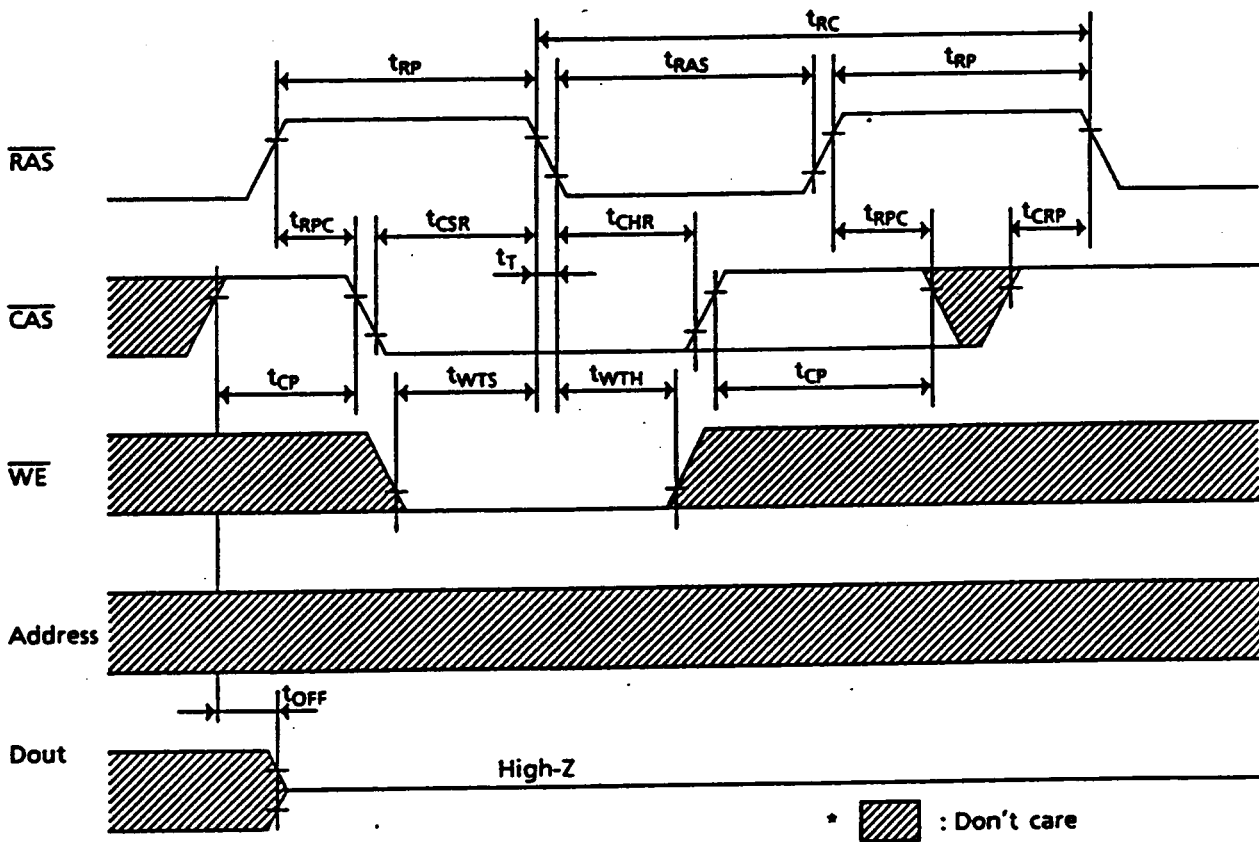 tRC
tRP tRAS tRP
RAS
tRPC tCSR tCHR tRPC tCRP
tT
CAS
tCP tWTS tWTH tCP
WE
Address
tOFF
Dout
High-Z
* : Don't care